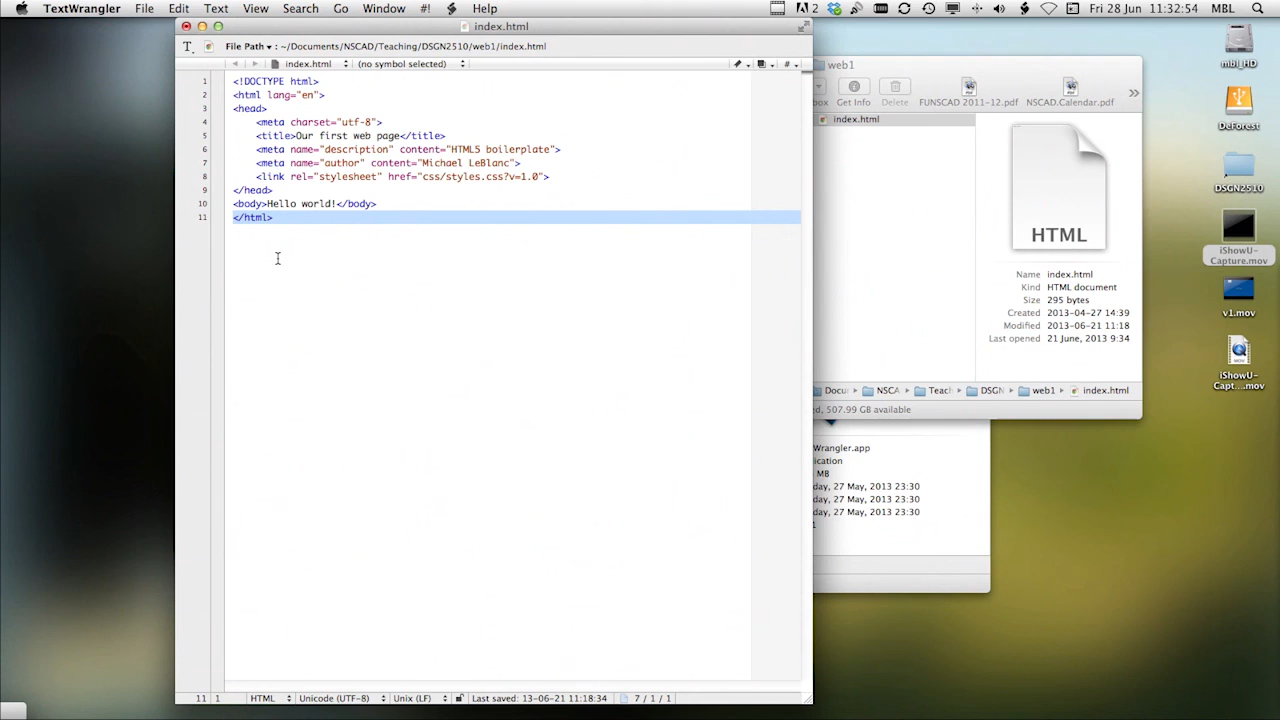 TextWrangler File Edit Text View Search Go Window #! Help
2 Fri 28 Jun 11:32:54 MBL
index.html
File Path : ~/Documents/NSCAD/Teaching/DSGN2510/web1/index.html
index.html (no symbol selected) #
1 <!DOCTYPE html>
2 <html lang="en">
3 <head>
4 <meta charset="utf-8">
5 <title>Our first web page</title>
6 <meta name="description" content="HTML5 boilerplate">
7 <meta name="author" content="Michael LeBlanc">
8 <link rel="stylesheet" href="css/styles.css?v=1.0">
9 </head>
10 <body>Hello world!</body>
11 </html>
11 1 HTML Unicode (UTF-8) Unix (LF) Last saved: 13-06-21 11:18:34 7 / 1 / 1
web1
box Get Info Delete FUNSCAD 2011-12.pdf NSCAD.Calendar.pdf
index.html
HTML
Name index.html
Kind HTML document
Size 295 bytes
Created 2013-04-27 14:39
Modified 2013-06-21 11:18
Last opened 21 June, 2013 9:34
Docu NSCA Teach DSGN web1 index.html
ed, 507.99 GB available
Wrangler.app
lication
MB
day, 27 May, 2013 23:30
day, 27 May, 2013 23:30
day, 27 May, 2013 23:30
mbl_HD
DeForest
DSGN2510
iShowU-
Capture.mov
v1.mov
MOV
iShowU-
Capt...mov